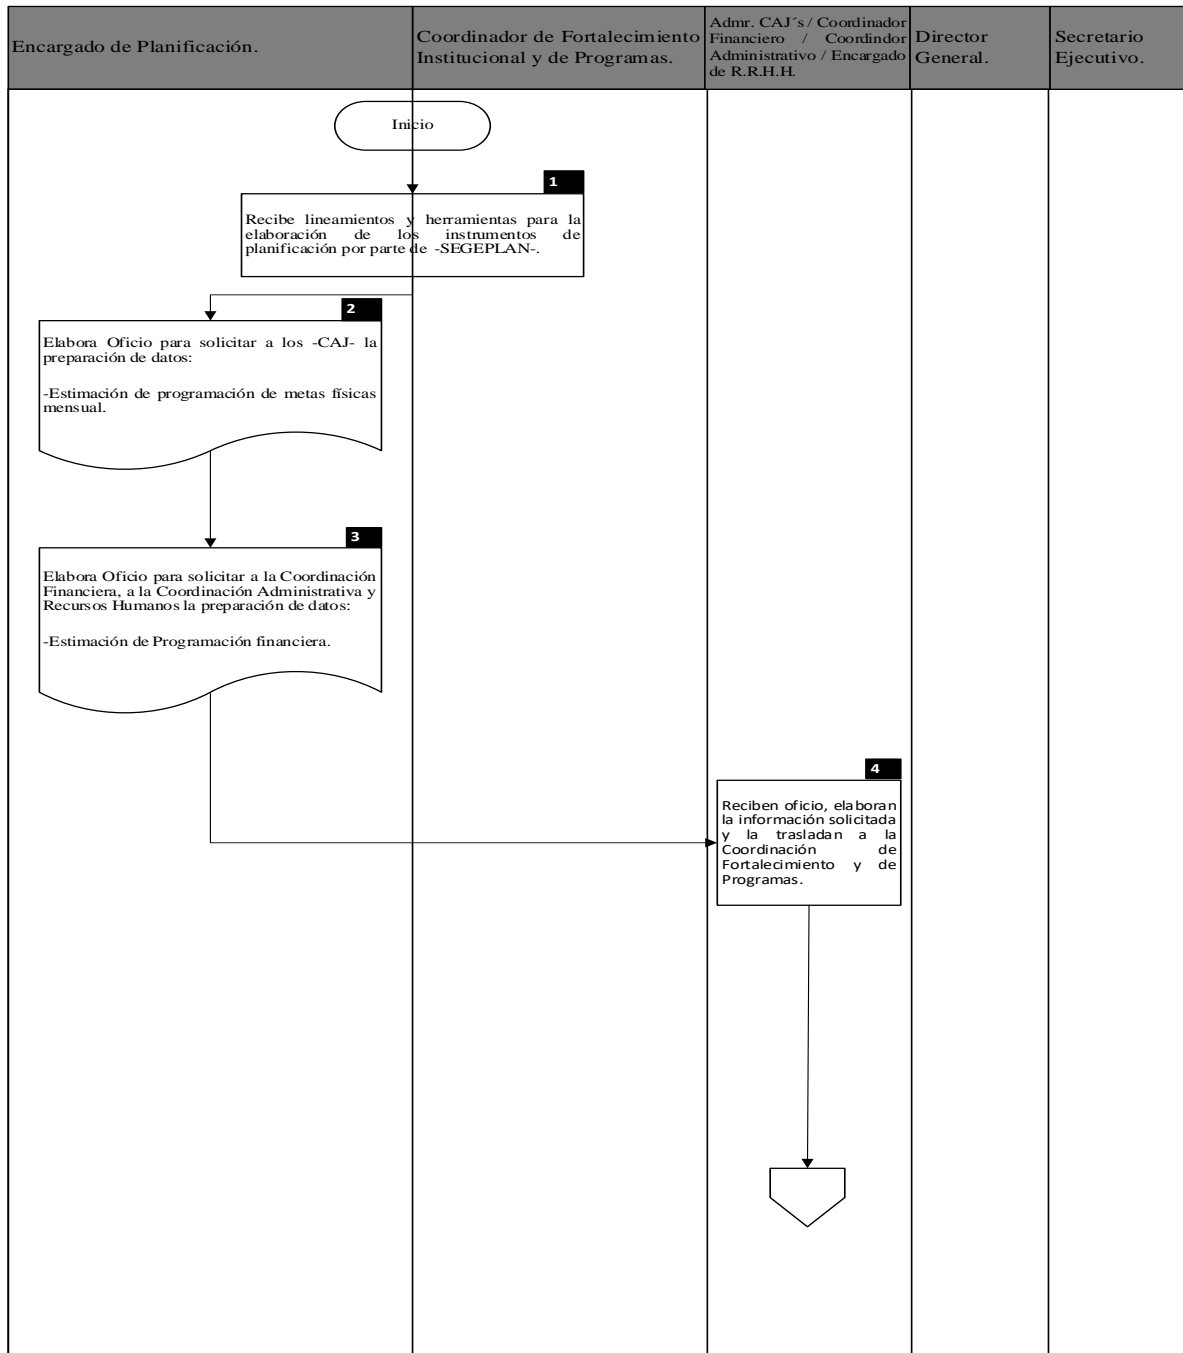 Encargado de Planificación.
Coordinador de Fortalecimiento
Institucional y de Programas.
Admr. CAJ´s / Coordinador
Financiero / Coordindor
Administrativo / Encargado
de R.R.H.H.
Director
General.
Secretario
Ejecutivo.
Inicio
1
Recibe lineamientos y herramientas para la
elaboración de los instrumentos de
planificación por parte de -SEGEPLAN-.
2
Elabora Oficio para solicitar a los -CAJ- la
preparación de datos:
-Estimación de programación de metas físicas
mensual.
3
Elabora Oficio para solicitar a la Coordinación
Financiera, a la Coordinación Administrativa y
Recursos Humanos la preparación de datos:
-Estimación de Programación financiera.
4
Reciben oficio, elaboran
la información solicitada
y la trasladan a la
Coordinación de
Fortalecimiento y de
Programas.